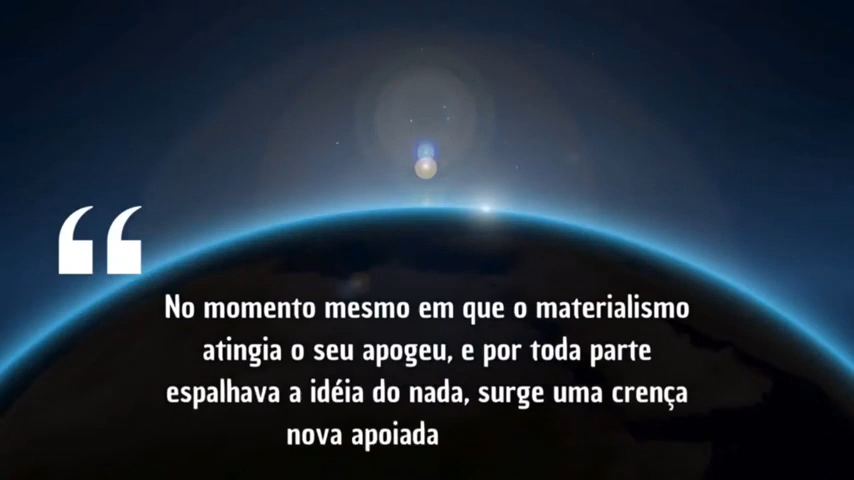 “
No momento mesmo em que o materialismo
atingia o seu apogeu, e por toda parte
espalhava a idéia do nada, surge uma crença
nova apoiada